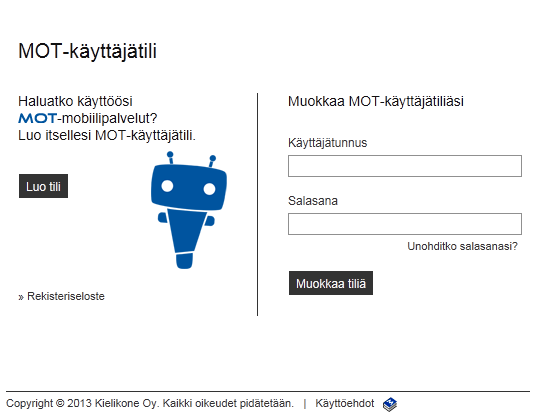 MOT-käyttäjätili
Haluatko käyttöösi
MOT-mobiilipalvelut?
Luo itsellesi MOT-käyttäjätili.
Luo tili
» Rekisteriseloste
Muokkaa MOT-käyttäjätiliäsi
Käyttäjätunnus
Salasana
Unohditko salasanasi?
Muokkaa tiliä
Copyright © 2013 Kielikone Oy. Kaikki oikeudet pidätetään. | Käyttöehdot